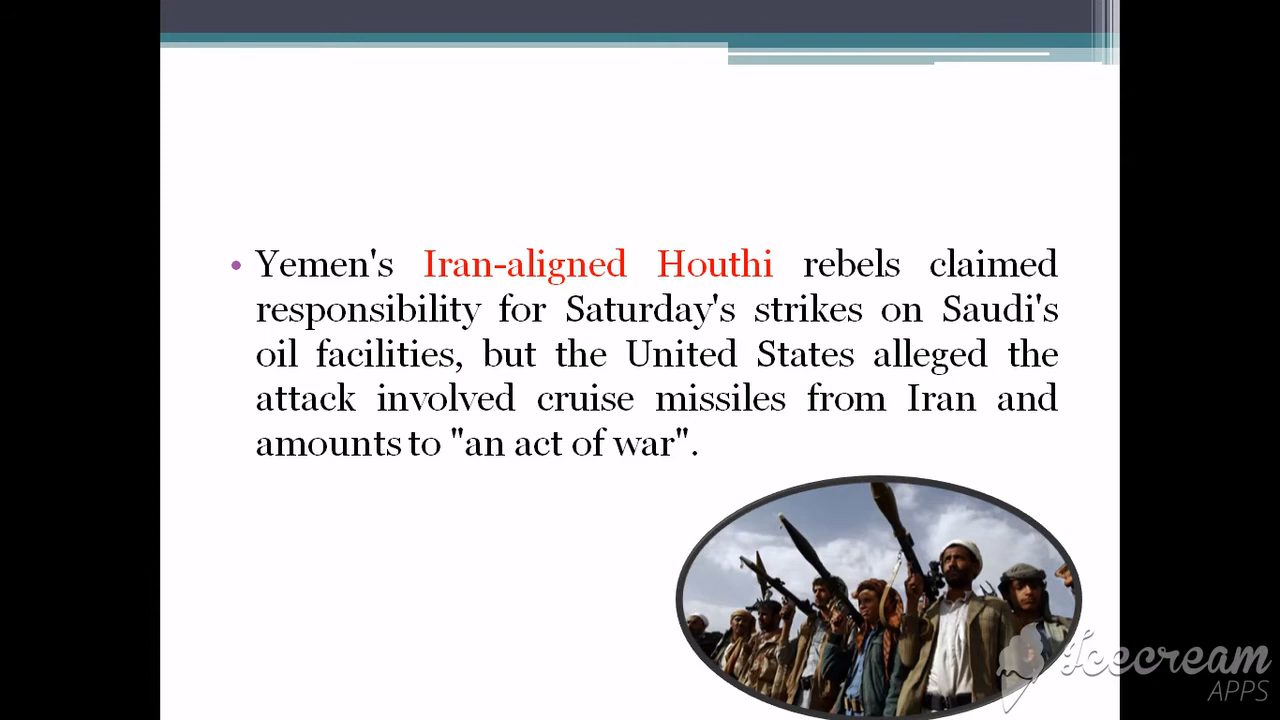 • Yemen's Iran-aligned Houthi rebels claimed
responsibility for Saturday's strikes on Saudi's
oil facilities, but the United States alleged the
attack involved cruise missiles from Iran and
amounts to "an act of war".
Icecream
APPS